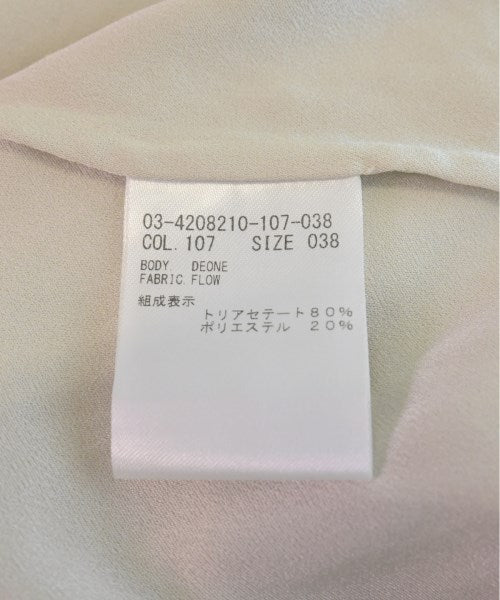 03-4208210-107-038
COL.107 SIZE 038
BODY. DEONE
FABRIC.FLOW
組成表示
トリアセテート80%
ポリエステル 20%